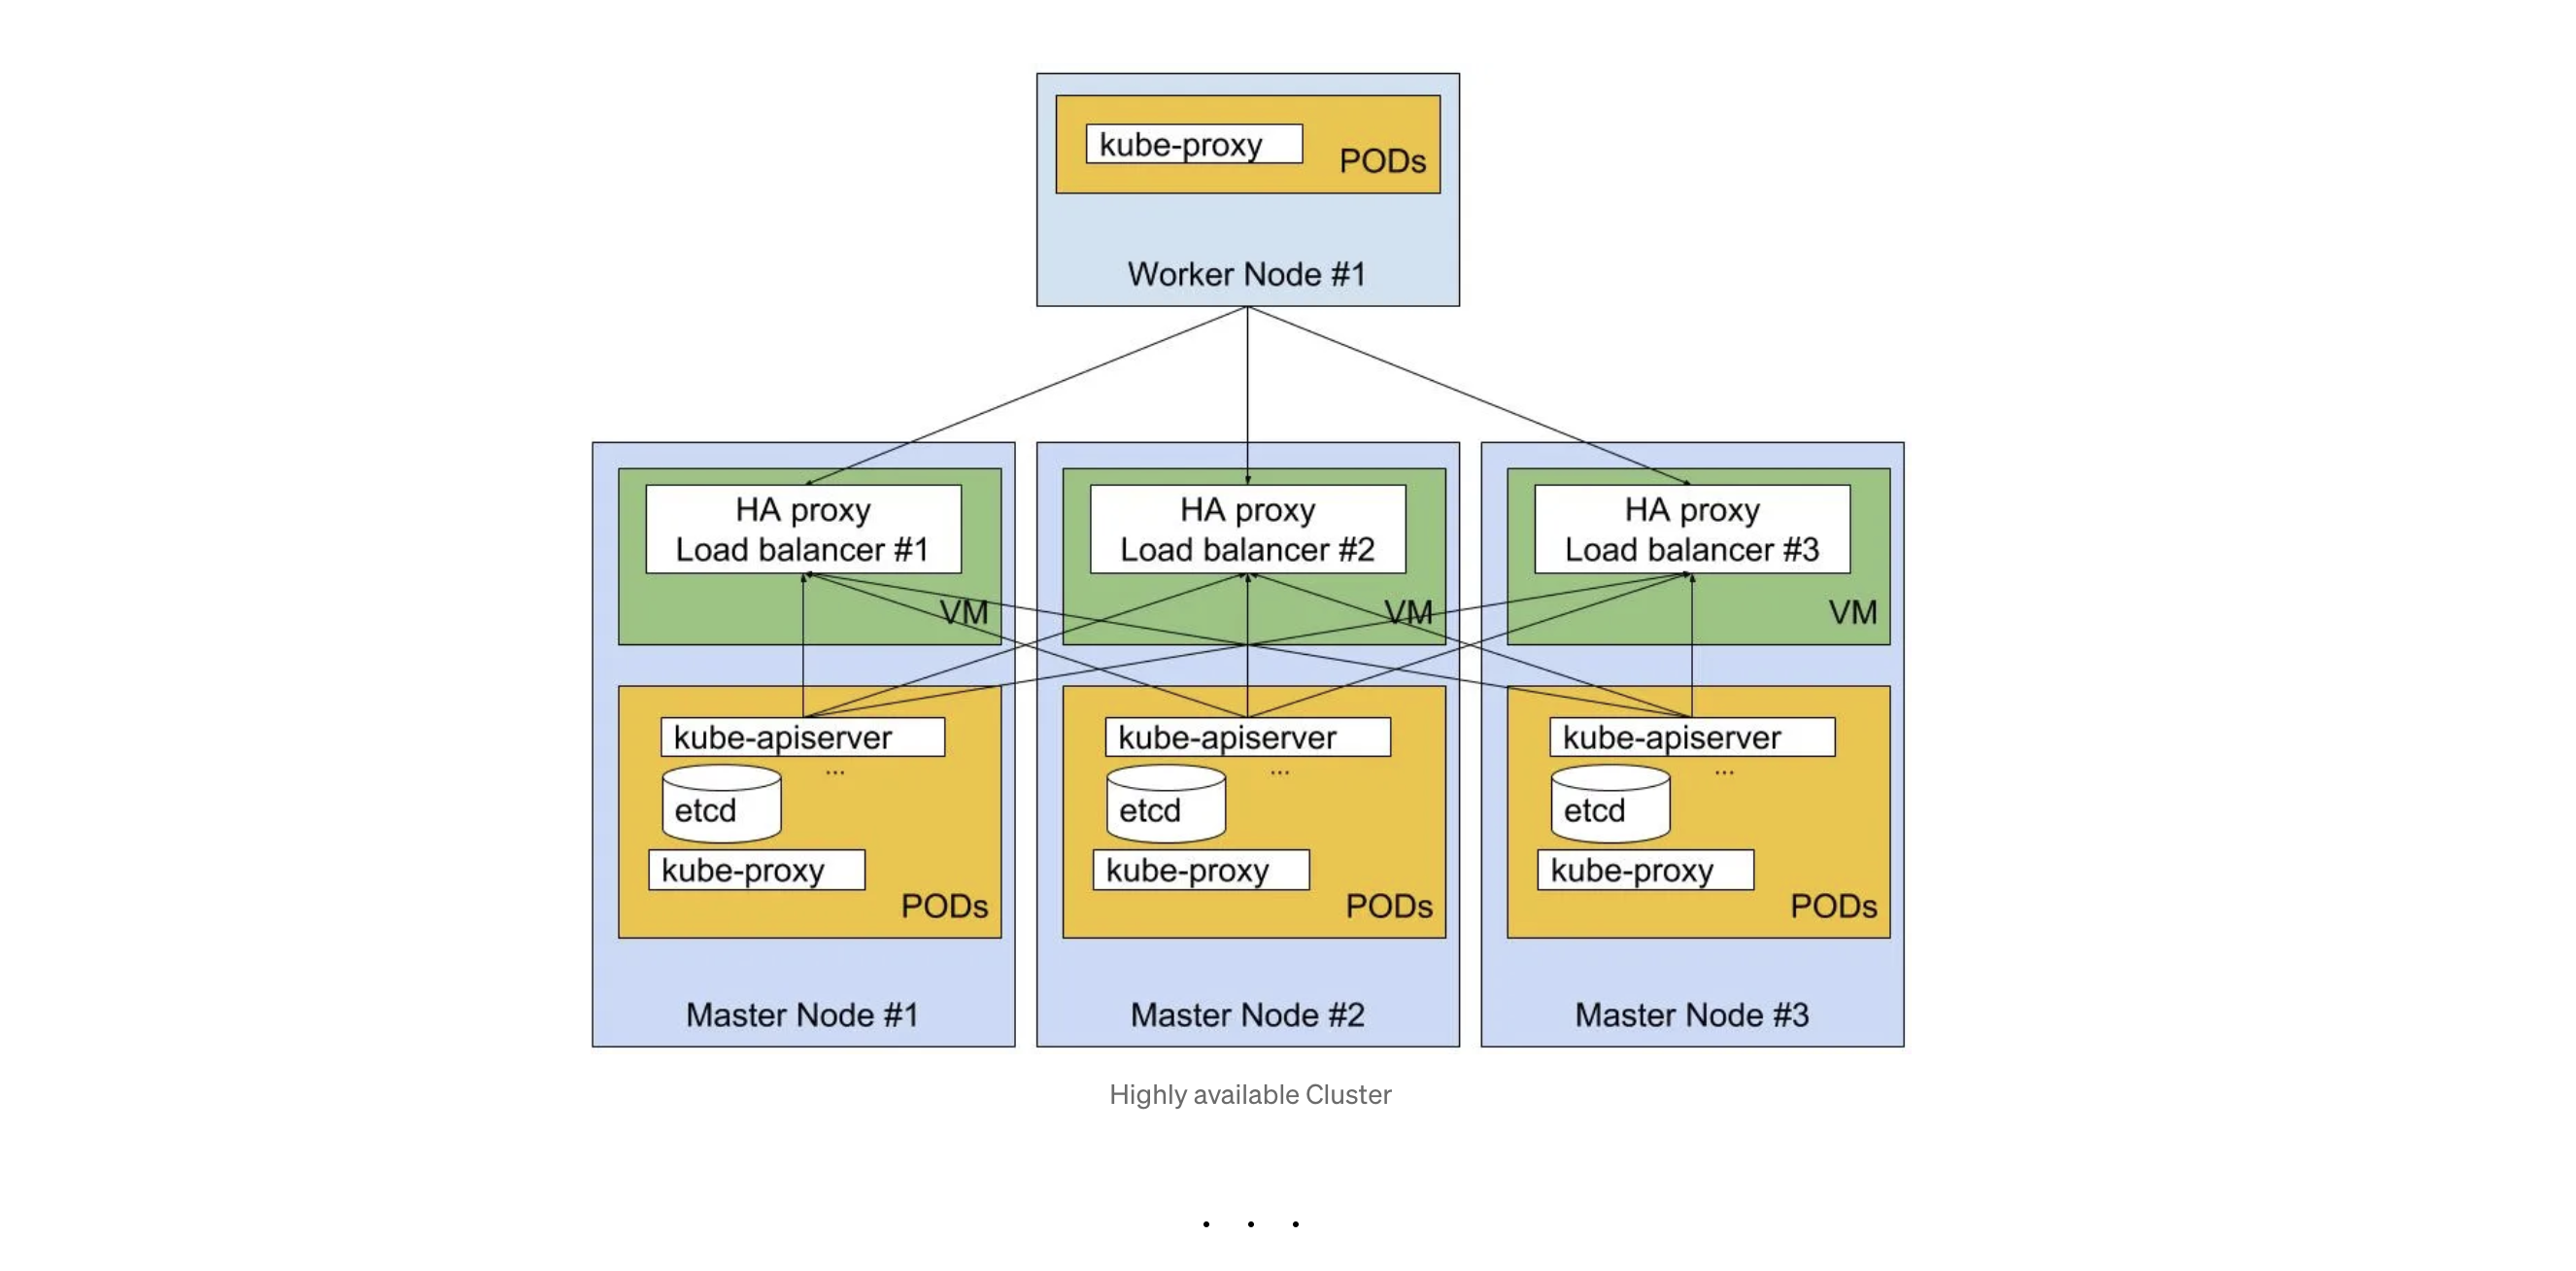 kube-proxy
PODs
Worker Node #1
HA proxy
Load balancer #1
VM
HA proxy
Load balancer #2
VM
HA proxy
Load balancer #3
VM
kube-apiserver
...
etcd
kube-proxy
PODs
Master Node #1
kube-apiserver
...
etcd
kube-proxy
PODs
Master Node #2
kube-apiserver
...
etcd
kube-proxy
PODs
Master Node #3
Highly available Cluster
. . .